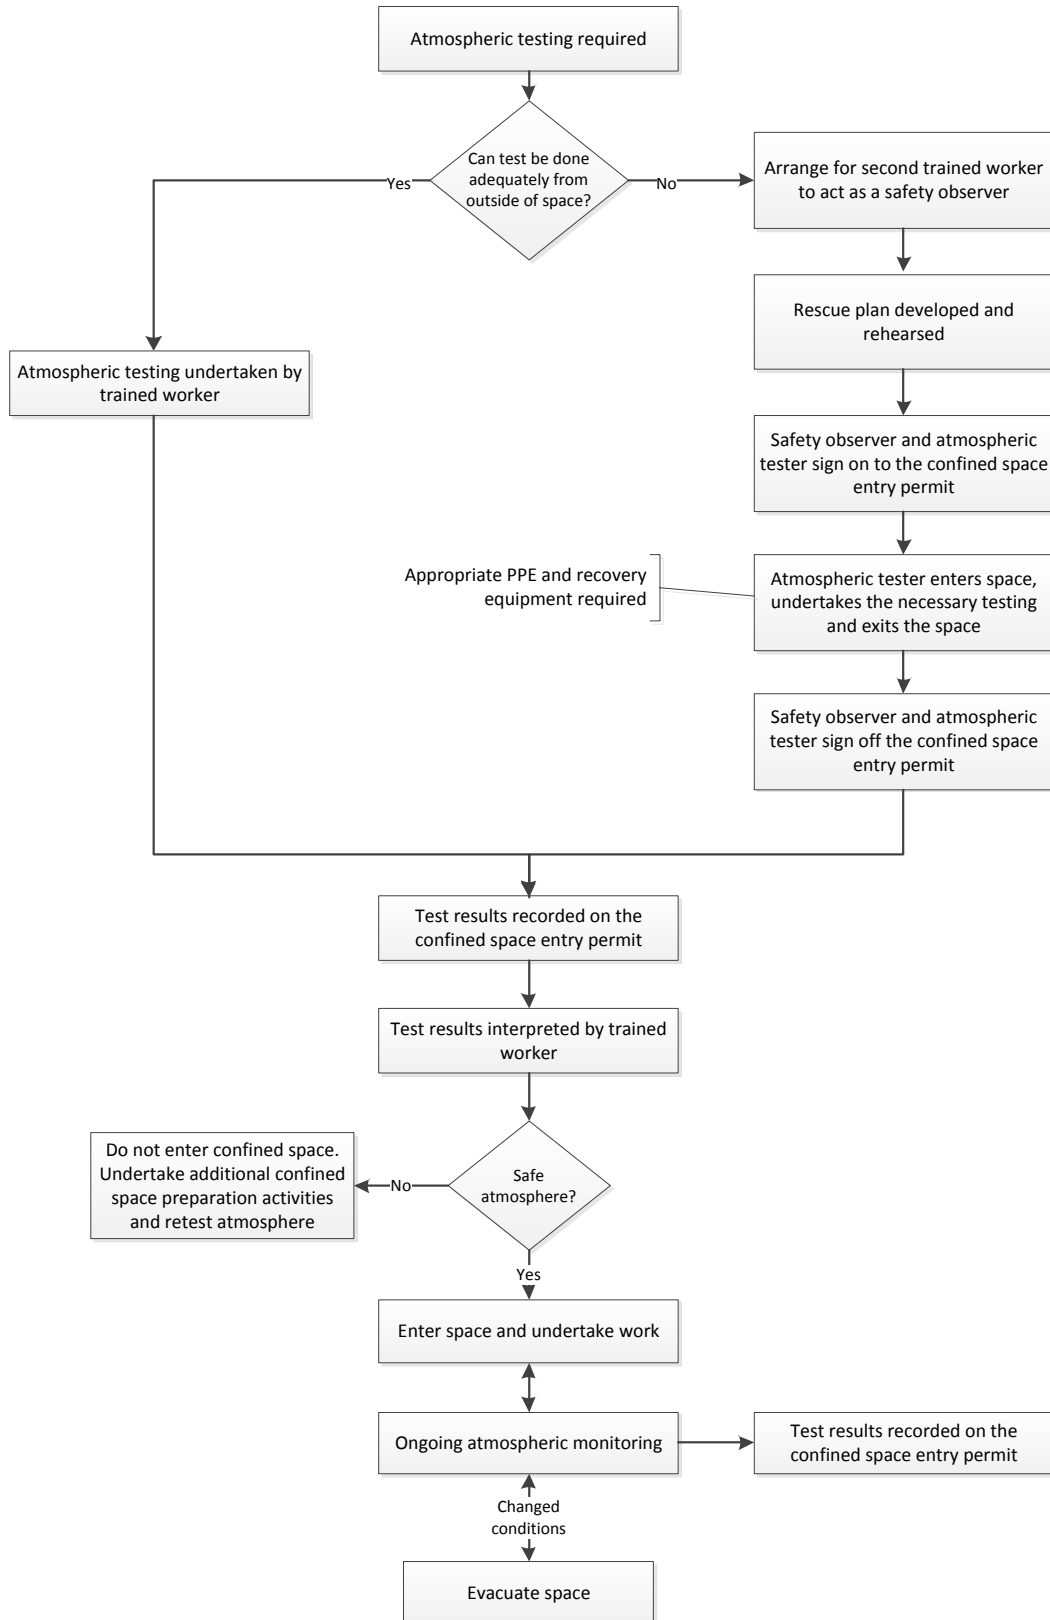 Atmospheric testing required
Can test be done
adequately from
outside of space?
Yes
No
Arrange for second trained worker
to act as a safety observer
Rescue plan developed and
rehearsed
Atmospheric testing undertaken by
trained worker
Safety observer and atmospheric
tester sign on to the confined space
entry permit
Appropriate PPE and recovery
equipment required
Atmospheric tester enters space,
undertakes the necessary testing
and exits the space
Safety observer and atmospheric
tester sign off the confined space
entry permit
Test results recorded on the
confined space entry permit
Test results interpreted by trained
worker
Safe
atmosphere?
No
Do not enter confined space.
Undertake additional confined
space preparation activities
and retest atmosphere
Yes
Enter space and undertake work
Ongoing atmospheric monitoring
Test results recorded on the
confined space entry permit
Changed
conditions
Evacuate space